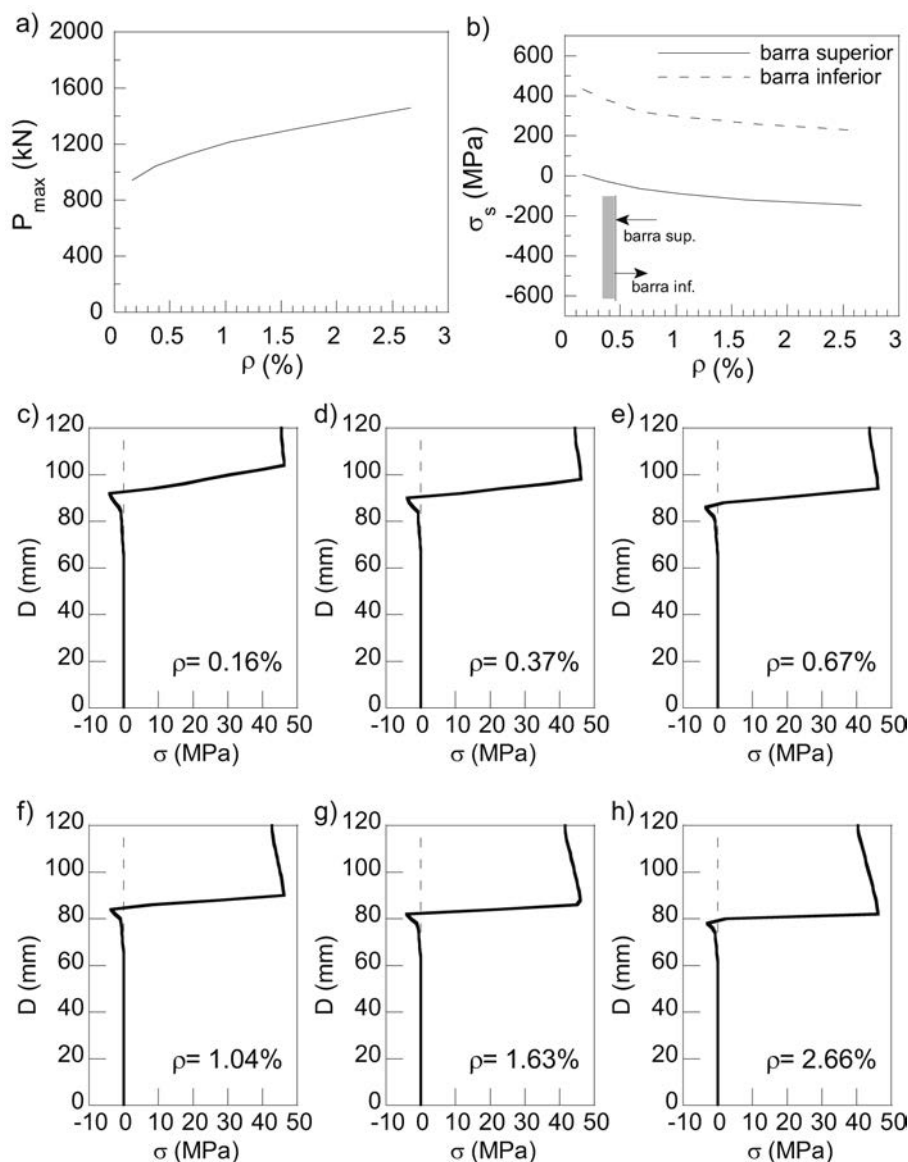 a)
2000
1600
1200
800
400
0
P_max (kN)
0 0.5 1 1.5 2 2.5 3
ρ (%)
b)
600
400
200
0
-200
-400
-600
σ_s (MPa)
barra superior
barra inferior
barra sup.
barra inf.
0 0.5 1 1.5 2 2.5 3
ρ (%)
c)
120
100
80
60
40
20
0
D (mm)
ρ= 0.16%
-10 0 10 20 30 40 50
σ (MPa)
d)
120
100
80
60
40
20
0
D (mm)
ρ= 0.37%
-10 0 10 20 30 40 50
σ (MPa)
e)
120
100
80
60
40
20
0
D (mm)
ρ= 0.67%
-10 0 10 20 30 40 50
σ (MPa)
f)
120
100
80
60
40
20
0
D (mm)
ρ= 1.04%
-10 0 10 20 30 40 50
σ (MPa)
g)
120
100
80
60
40
20
0
D (mm)
ρ= 1.63%
-10 0 10 20 30 40 50
σ (MPa)
h)
120
100
80
60
40
20
0
D (mm)
ρ= 2.66%
-10 0 10 20 30 40 50
σ (MPa)